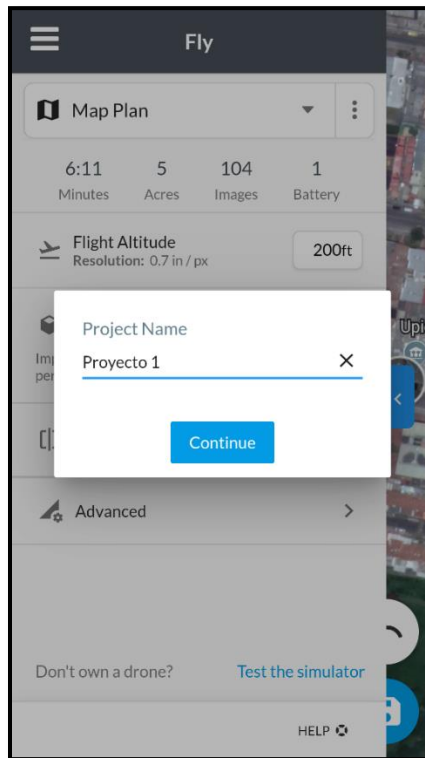 Fly
Map Plan
6:11 5 104 1
Minutes Acres Images Battery
Flight Altitude
Resolution: 0.7 in / px
200ft
Project Name
Proyecto 1
Continue
Advanced
Don't own a drone? Test the simulator
HELP